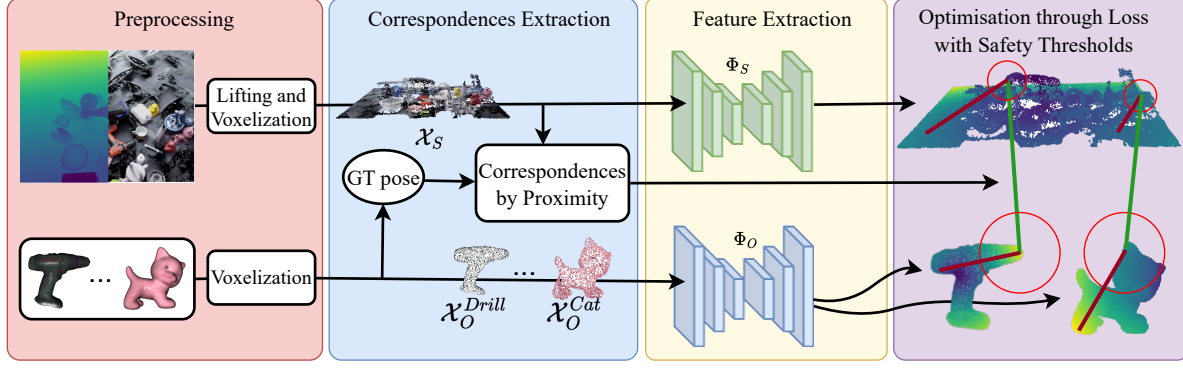 Preprocessing
Correspondences Extraction
Feature Extraction
Optimisation through Loss
with Safety Thresholds
Lifting and
Voxelization
𝒳_S
GT pose
Correspondences
by Proximity
Φ_S
...
Voxelization
...
𝒳_O^Drill
𝒳_O^Cat
Φ_O